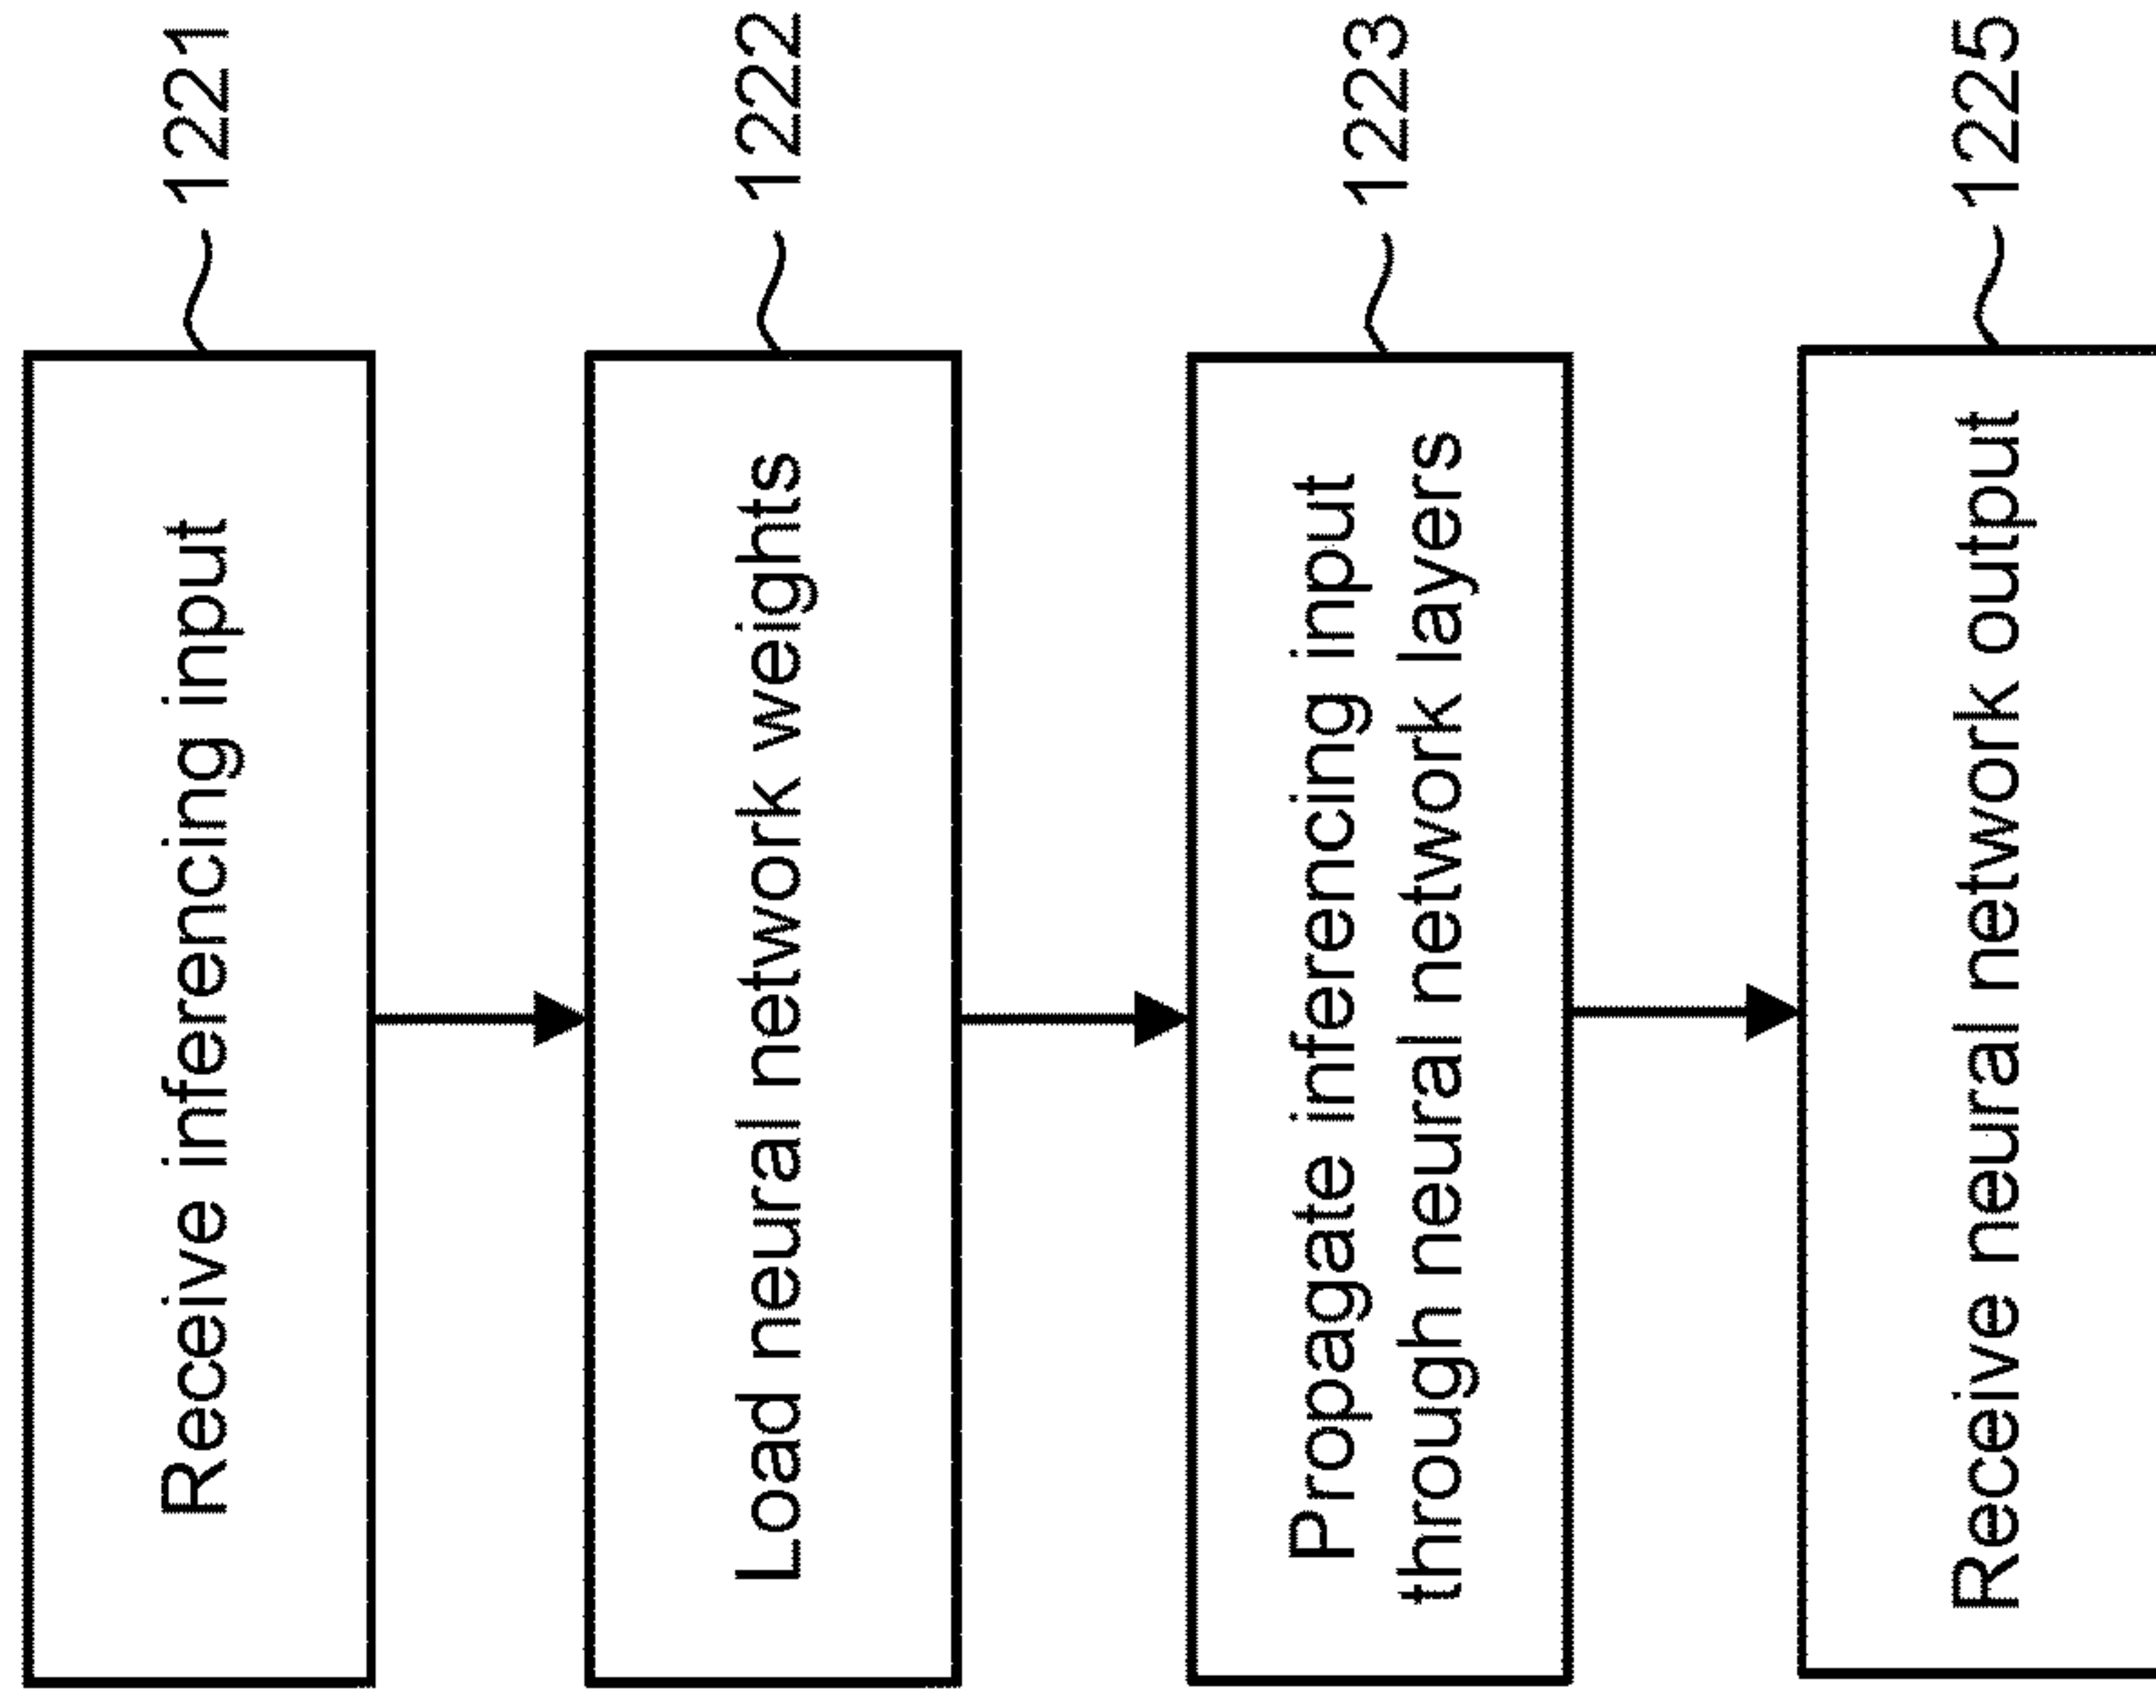 Receive inferencing input
1221
Load neural network weights
1222
Propagate inferencing input
through neural network layers
1223
Receive neural network output
1225